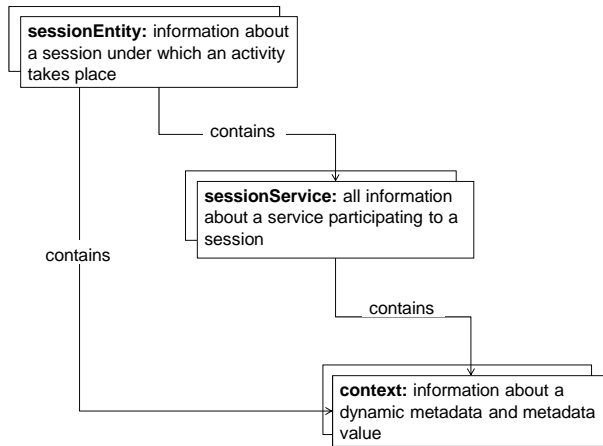 sessionEntity: information about
a session under which an activity
takes place
contains
sessionService: all information
about a service participating to a
session
contains
contains
context: information about a
dynamic metadata and metadata
value